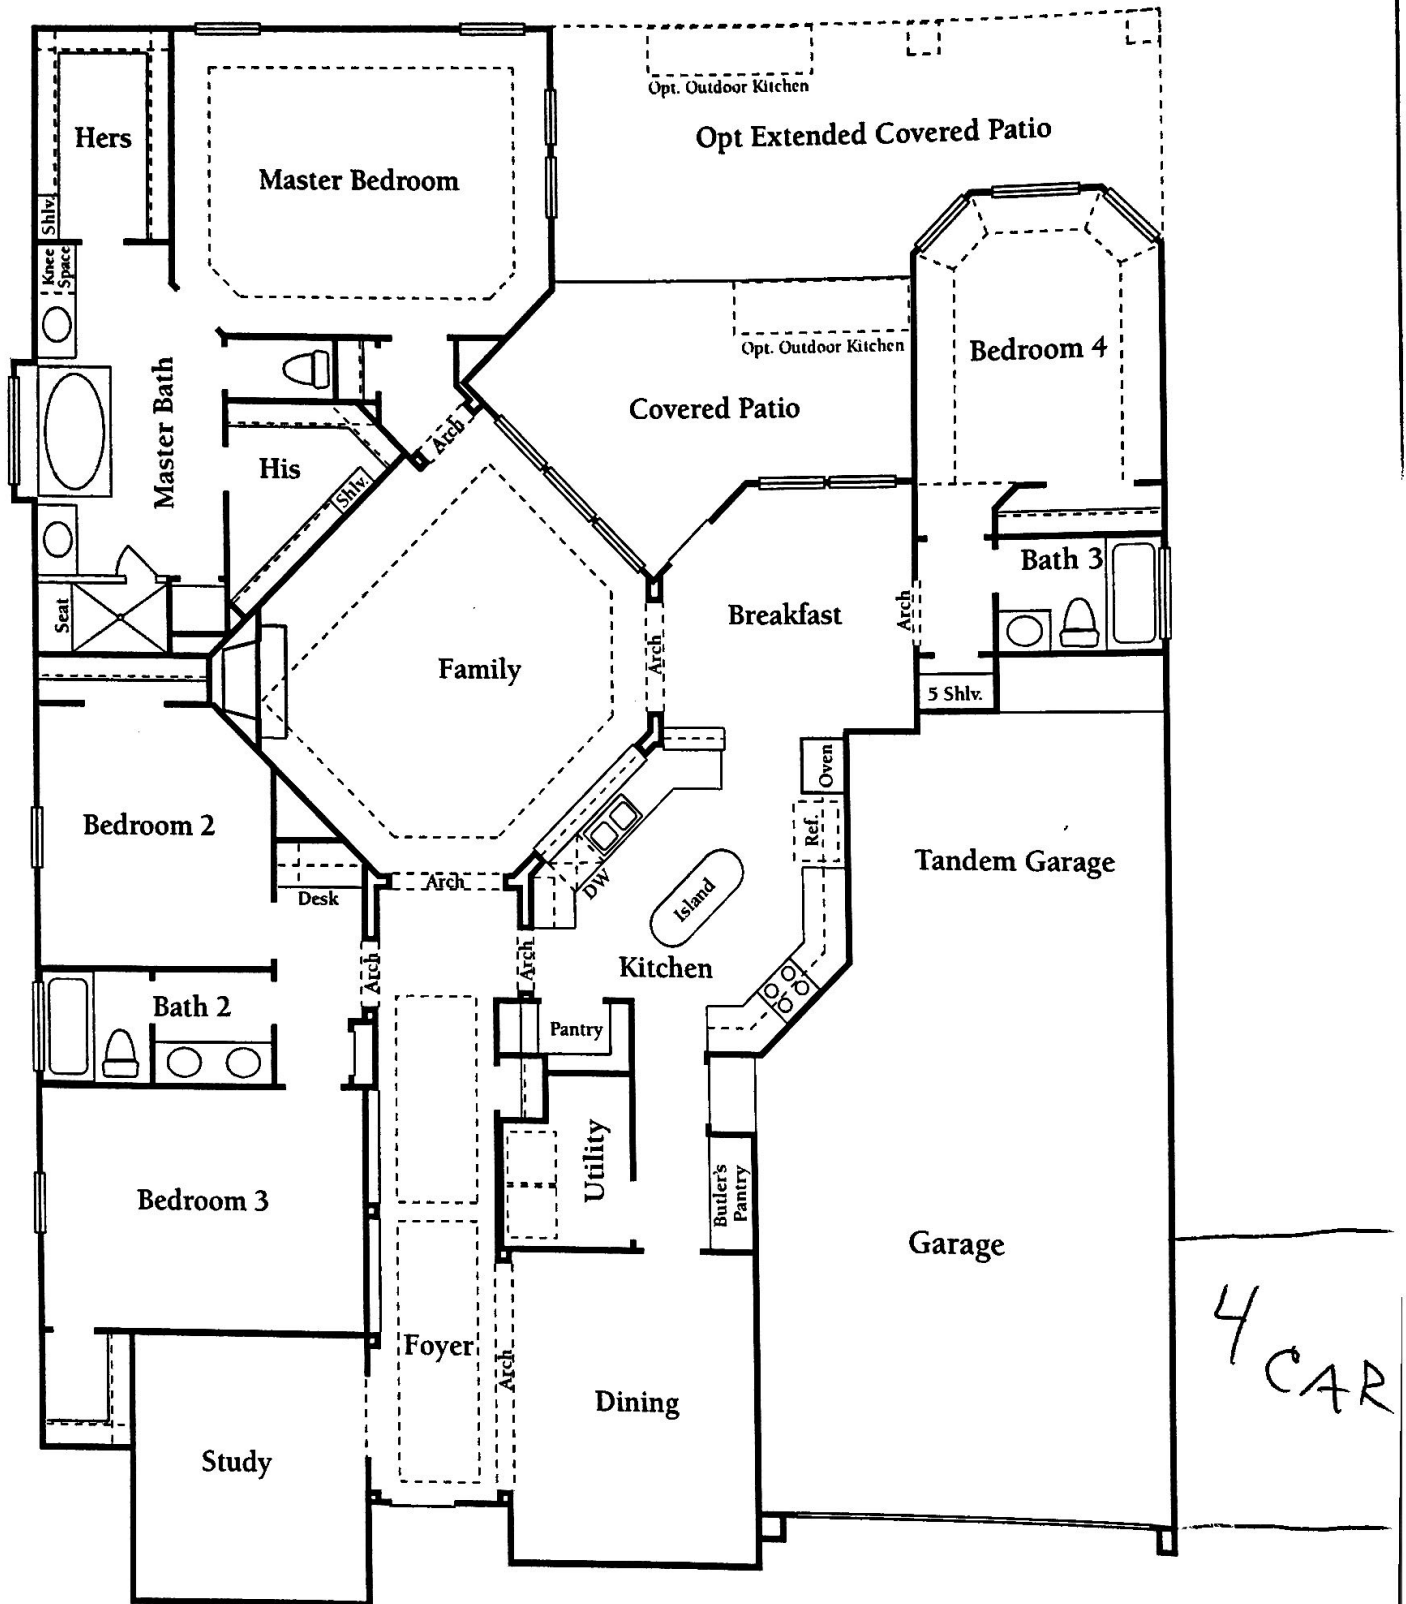 Opt. Outdoor Kitchen
Opt Extended Covered Patio
Hers
Master Bedroom
Shlv.
Knee
Space
Opt. Outdoor Kitchen
Bedroom 4
Covered Patio
Master Bath
Arch
His
Shlv.
Bath 3
Seat
Breakfast
Arch
Arch
Family
5 Shlv.
Oven
Bedroom 2
Ref.
Tandem Garage
Arch
DW
Island
Desk
Arch
Arch
Kitchen
Bath 2
Pantry
Utility
Butler's
Pantry
Bedroom 3
Garage
4
CAR
Foyer
Arch
Dining
Study